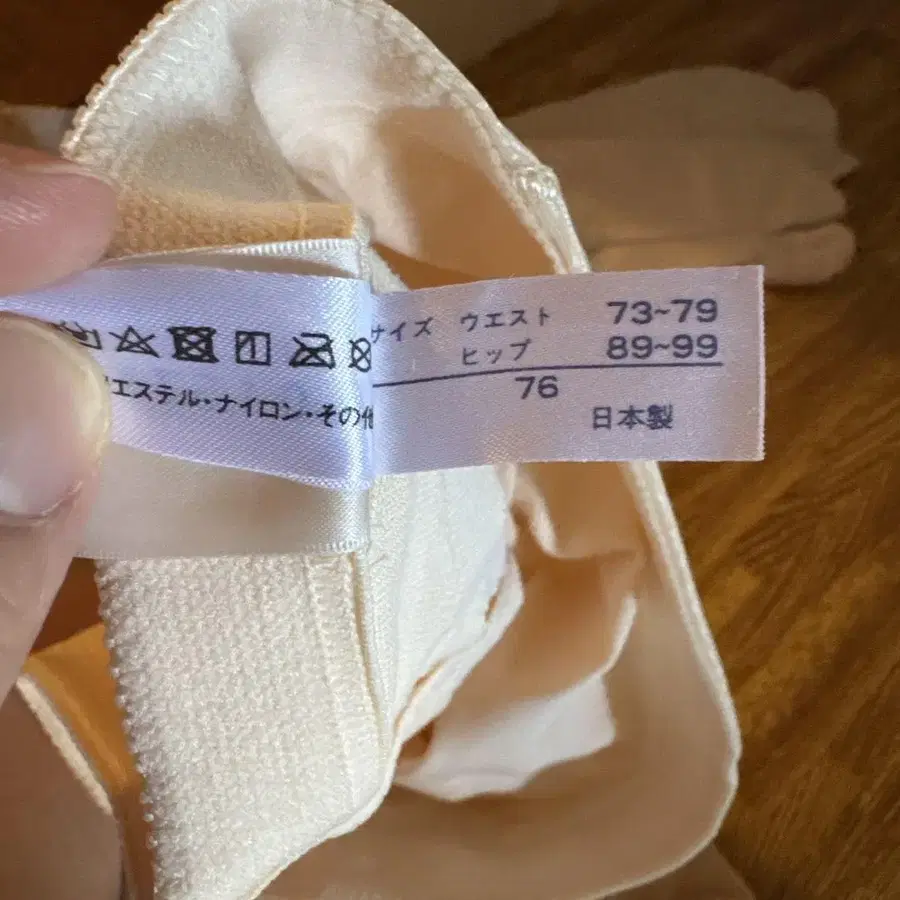 サイズ ウエスト 73~79
ヒップ 89~99
76
日本製
エステル・ナイロン・その他